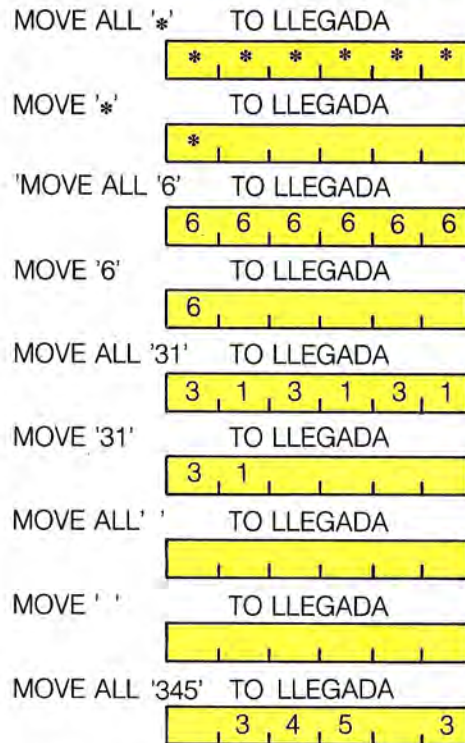 MOVE ALL '*' TO LLEGADA
* * * * * *
MOVE '*' TO LLEGADA
*
'MOVE ALL '6' TO LLEGADA
6 6 6 6 6 6
MOVE '6' TO LLEGADA
6
MOVE ALL '31' TO LLEGADA
3 1 3 1 3 1
MOVE '31' TO LLEGADA
3 1
MOVE ALL' ' TO LLEGADA
MOVE ' ' TO LLEGADA
MOVE ALL '345' TO LLEGADA
3 4 5 3